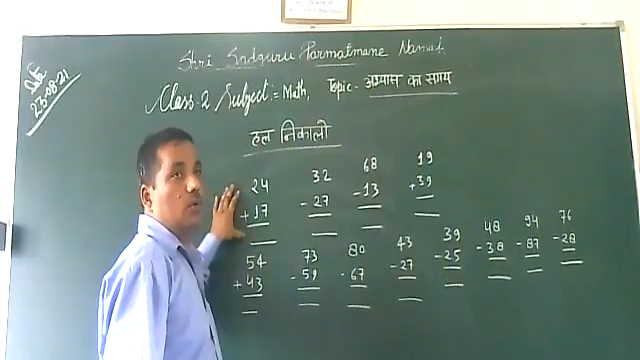 Shri Sadguru Parmatmane Namah
Date
23-08-21
Class-2 Subject:= Math, Topic- अभ्यास का समय
हल निकालो
24 32 68 19
+ 17 - 27 - 13 + 39
54 73 80 43 39 48 94 76
+ 43 - 59 - 67 - 27 - 25 - 38 - 87 - 28